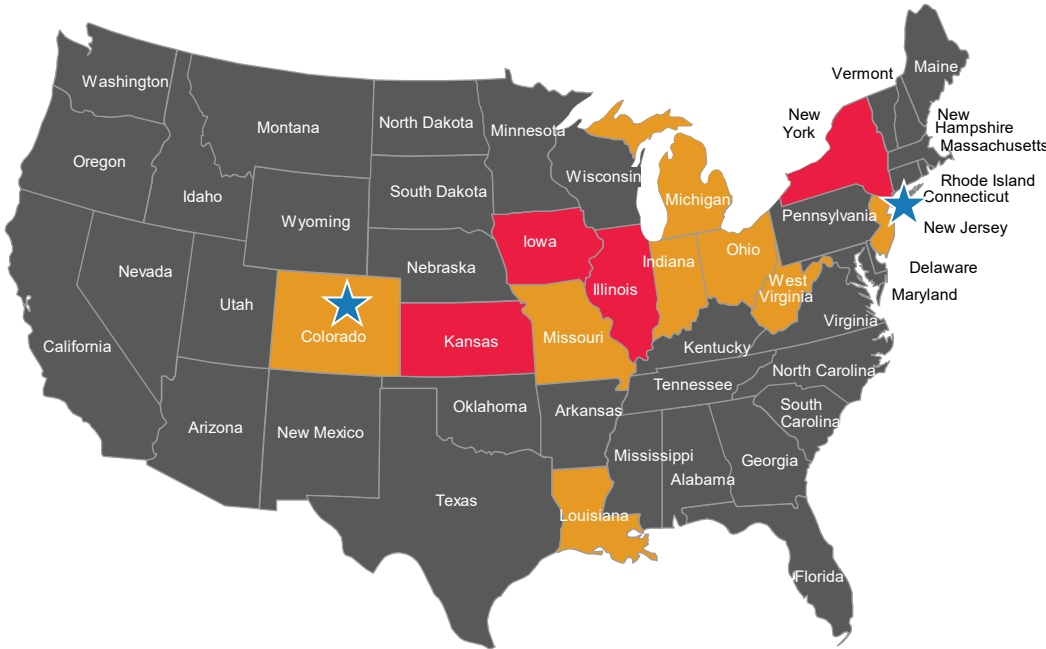 Maine
Vermont
Washington
New
York
New
Hampshire
Massachusetts
Montana
North Dakota
Minnesota
Oregon
Wisconsin
Rhode Island
Connecticut
Idaho
South Dakota
Michigan
Pennsylvania
New Jersey
Wyoming
Iowa
Ohio
Indiana
Nebraska
Nevada
Delaware
West
Virginia
Illinois
Maryland
Utah
Virginia
Colorado
Kansas
Missouri
California
Kentucky
North Carolina
Tennessee
Oklahoma
Arkansas
South
Carolina
Arizona
New Mexico
Mississippi
Georgia
Alabama
Texas
Louisiana
Florida